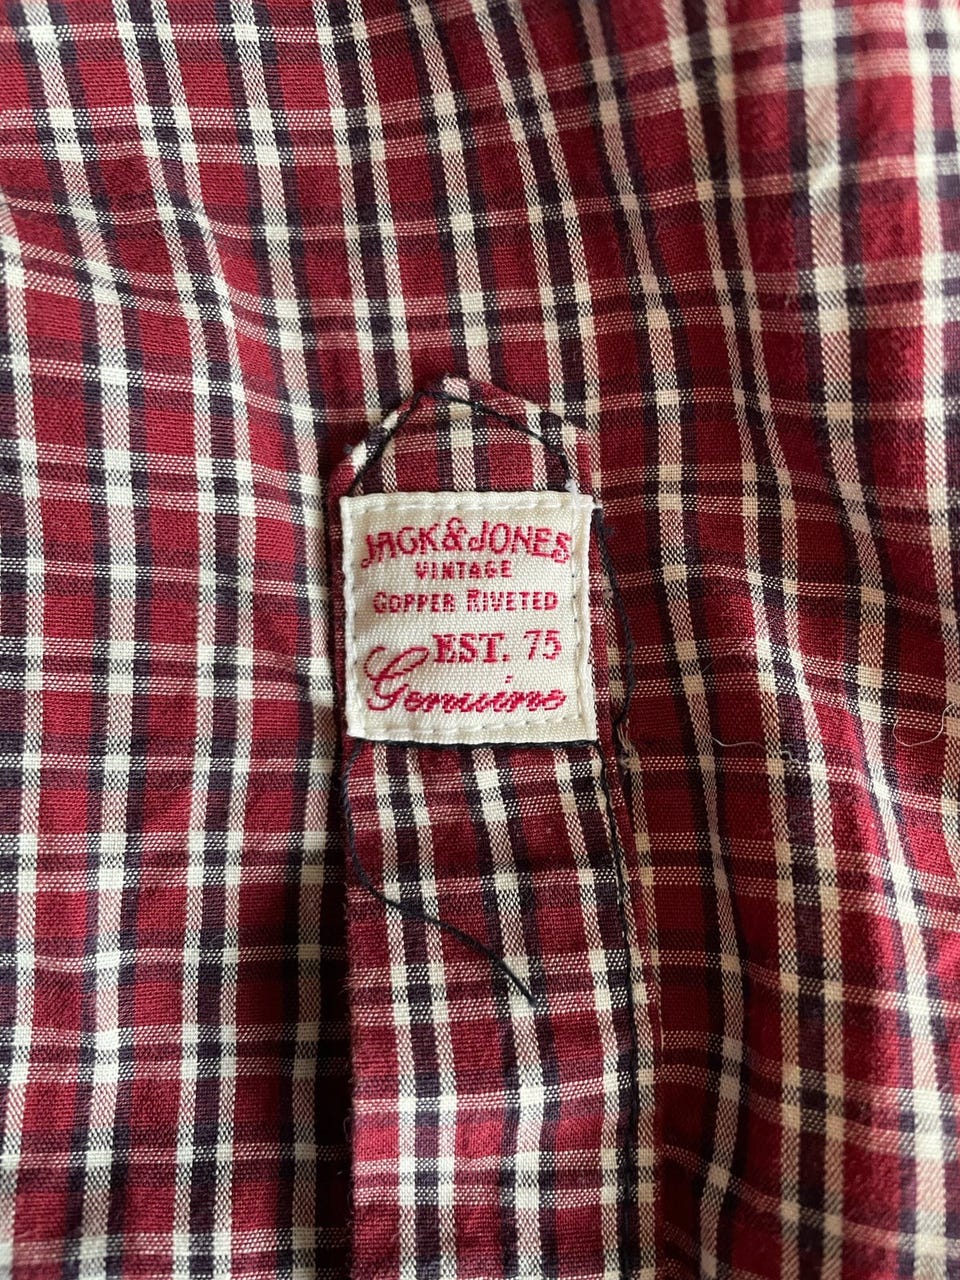 JACK&JONES
VINTAGE
COPPER RIVETED
EST. 75
Genuine